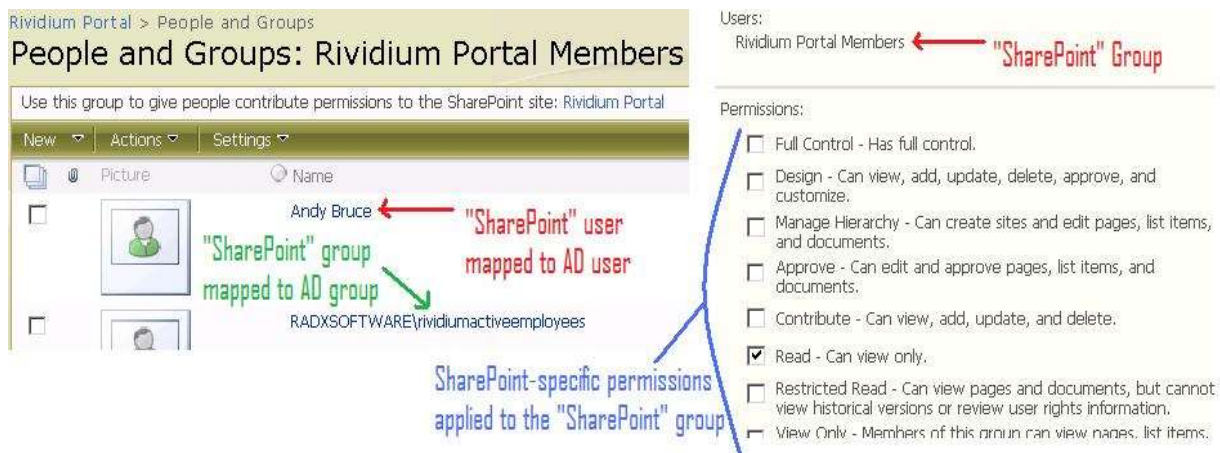 Rividium Portal > People and Groups
People and Groups: Rividium Portal Members
Use this group to give people contribute permissions to the SharePoint site: Rividium Portal
New Actions Settings
Picture Name
Andy Bruce
"SharePoint" user
mapped to AD user
"SharePoint" group
mapped to AD group
RADXSOFTWARE\rividiumactiveemployees
SharePoint-specific permissions
applied to the "SharePoint" group
Users:
Rividium Portal Members
"SharePoint" Group
Permissions:
Full Control - Has full control.
Design - Can view, add, update, delete, approve, and
customize.
Manage Hierarchy - Can create sites and edit pages, list items,
and documents.
Approve - Can edit and approve pages, list items, and
documents.
Contribute - Can view, add, update, and delete.
Read - Can view only.
Restricted Read - Can view pages and documents, but cannot
view historical versions or review user rights information.
View Only - Members of this group can view pages, list items,